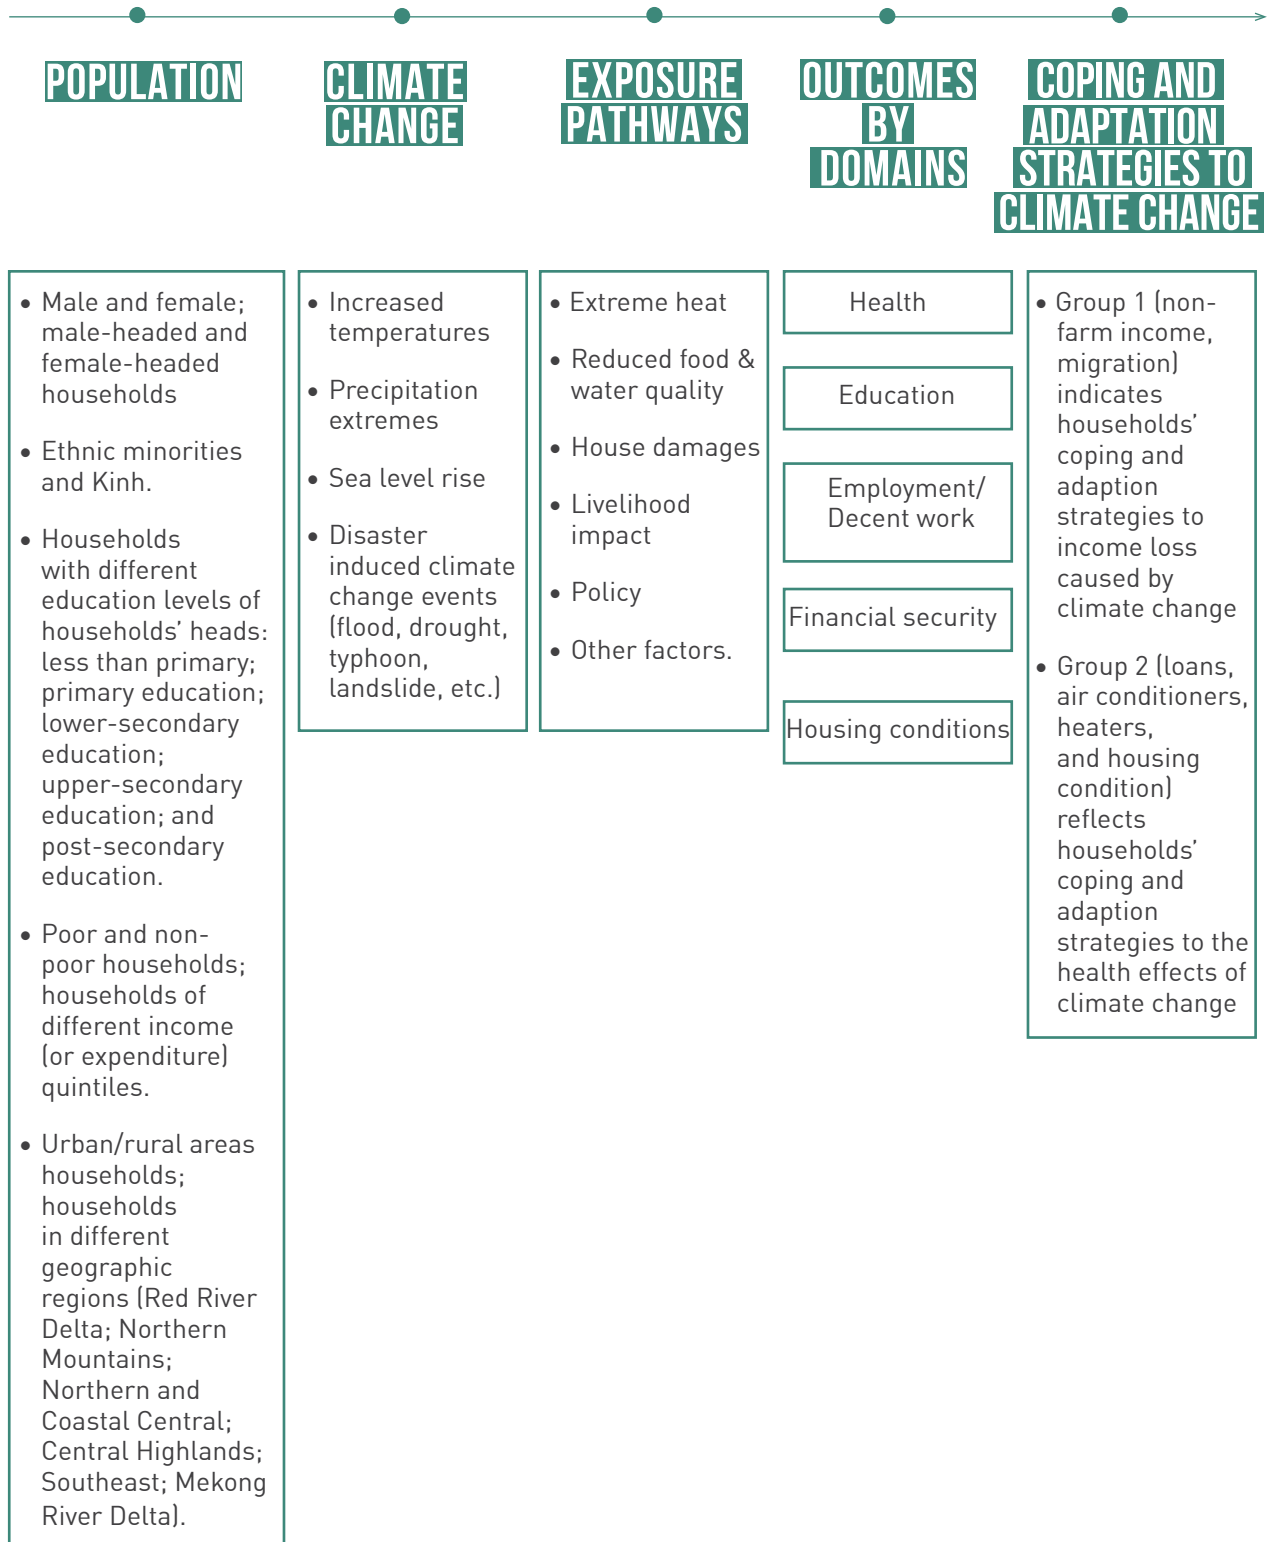 POPULATION
CLIMATE
CHANGE
EXPOSURE
PATHWAYS
OUTCOMES
BY
DOMAINS
COPING AND
ADAPTATION
STRATEGIES TO
CLIMATE CHANGE
• Male and female;
male-headed and
female-headed
households
• Ethnic minorities
and Kinh.
• Households
with different
education levels of
households’ heads:
less than primary;
primary education;
lower-secondary
education;
upper-secondary
education; and
post-secondary
education.
• Poor and non-
poor households;
households of
different income
(or expenditure)
quintiles.
• Urban/rural areas
households;
households
in different
geographic
regions (Red River
Delta; Northern
Mountains;
Northern and
Coastal Central;
Central Highlands;
Southeast; Mekong
River Delta).
• Increased
temperatures
• Precipitation
extremes
• Sea level rise
• Disaster
induced climate
change events
(flood, drought,
typhoon,
landslide, etc.)
• Extreme heat
• Reduced food &
water quality
• House damages
• Livelihood
impact
• Policy
• Other factors.
Health
Education
Employment/
Decent work
Financial security
Housing conditions
• Group 1 (non-
farm income,
migration)
indicates
households’
coping and
adaption
strategies to
income loss
caused by
climate change
• Group 2 (loans,
air conditioners,
heaters,
and housing
condition)
reflects
households’
coping and
adaption
strategies to the
health effects of
climate change